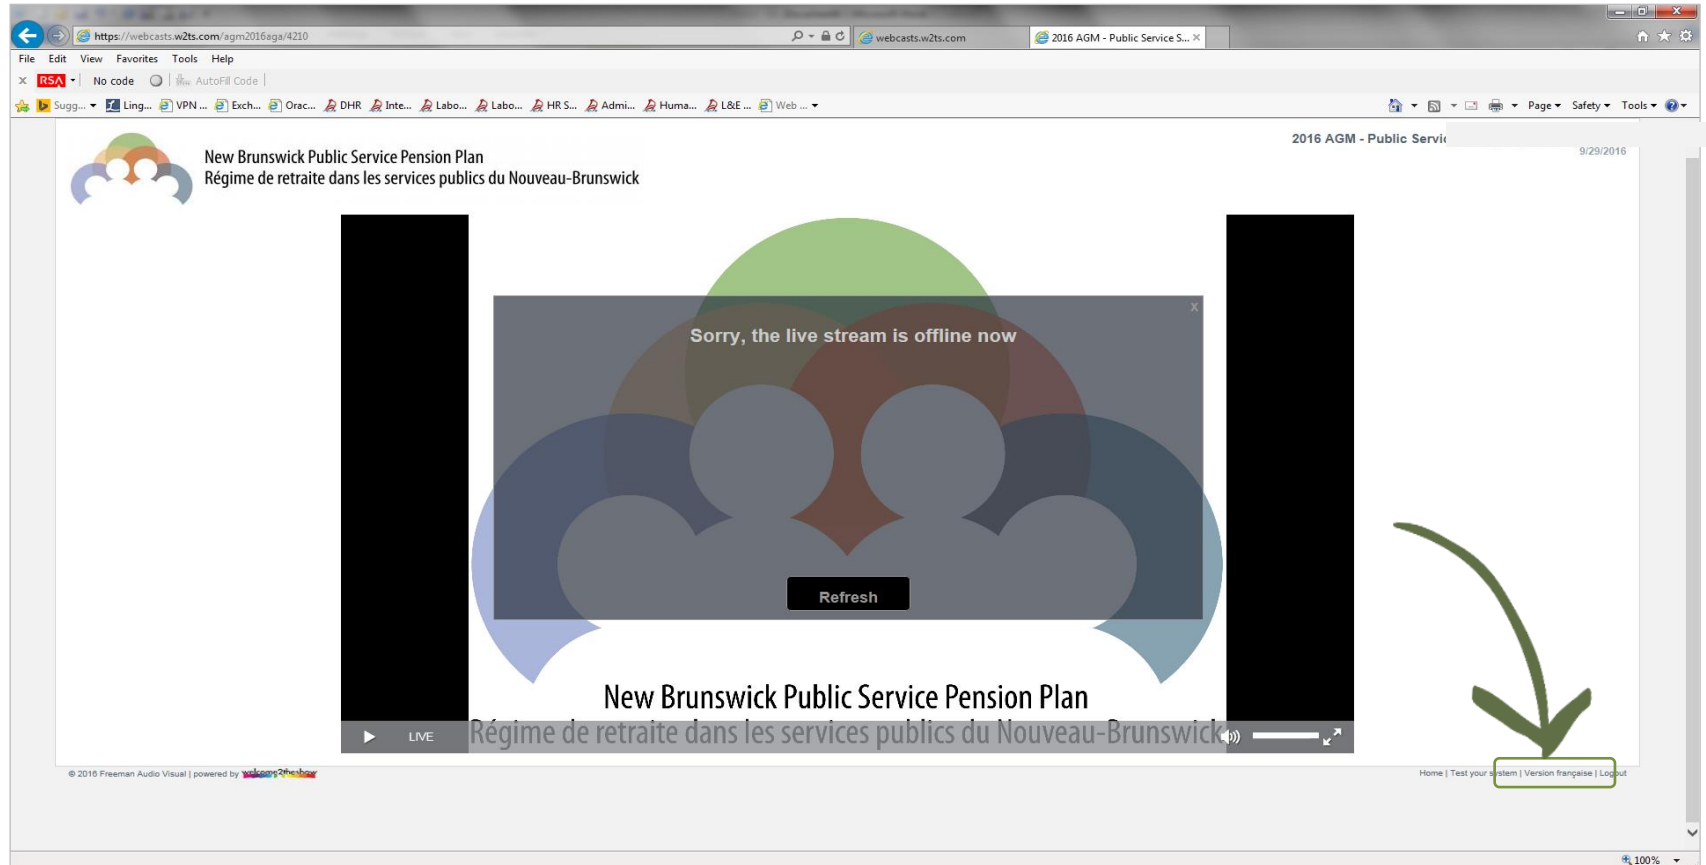 https://webcasts.w2ts.com/agm2016aga/4210
webcasts.w2ts.com
2016 AGM - Public Service S... ×
File Edit View Favorites Tools Help
x RSA No code AutoFill Code
Sugg... Ling... VPN ... Exch... Orac... DHR Inte... Labo... Labo... HR S... Admi... Huma... L&E ... Web ... Page Safety Tools
2016 AGM - Public Servic
9/29/2016
New Brunswick Public Service Pension Plan
Régime de retraite dans les services publics du Nouveau-Brunswick
x
Sorry, the live stream is offline now
Refresh
New Brunswick Public Service Pension Plan
Régime de retraite dans les services publics du Nouveau-Brunswick
LIVE
© 2016 Freeman Audio Visual | powered by welcome2theshow
Home | Test your system | Version française | Logout
100%